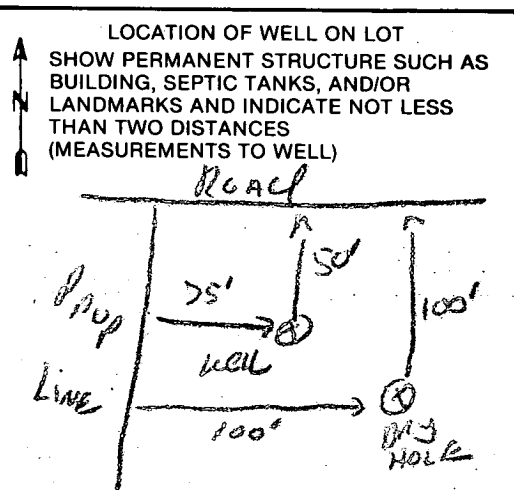 LOCATION OF WELL ON LOT
SHOW PERMANENT STRUCTURE SUCH AS
BUILDING, SEPTIC TANKS, AND/OR
N LANDMARKS AND INDICATE NOT LESS
THAN TWO DISTANCES
(MEASUREMENTS TO WELL)
ROAD
50'
Prop
100'
Well
Line
100'
DRY
HOLE